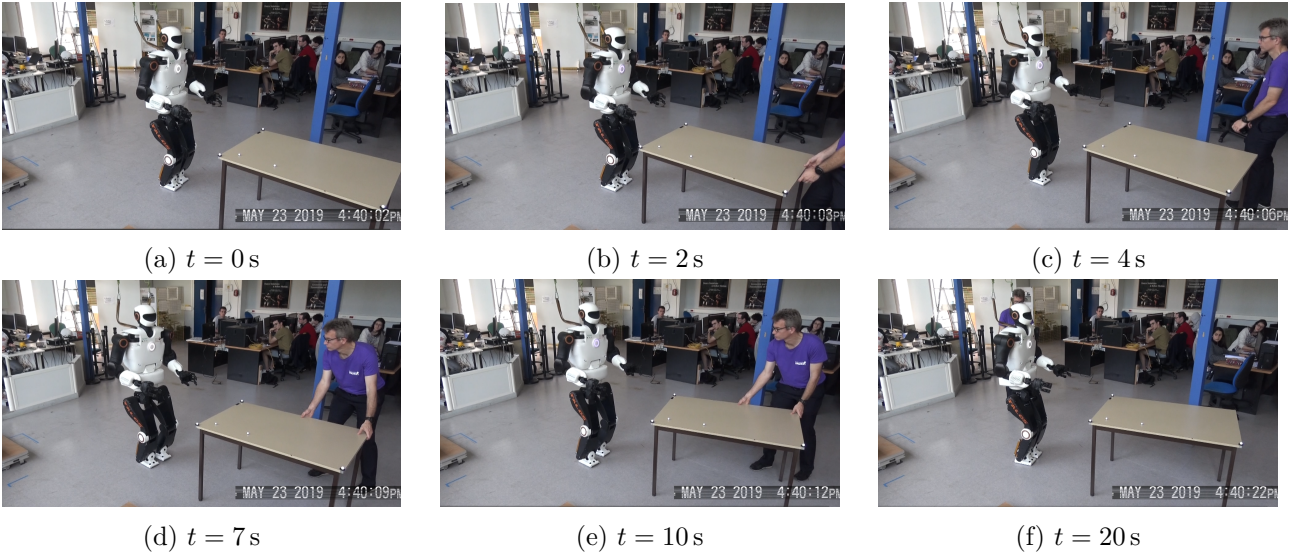 MAY 23 2019 4:40:02PM
MAY 23 2019 4:40:03PM
MAY 23 2019 4:40:06PM
(a) t = 0 s
(b) t = 2 s
(c) t = 4 s
MAY 23 2019 4:40:09PM
MAY 23 2019 4:40:12PM
MAY 23 2019 4:40:22PM
(d) t = 7 s
(e) t = 10 s
(f) t = 20 s